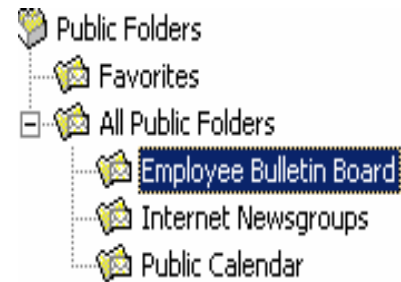 Public Folders
Favorites
All Public Folders
Employee Bulletin Board
Internet Newsgroups
Public Calendar